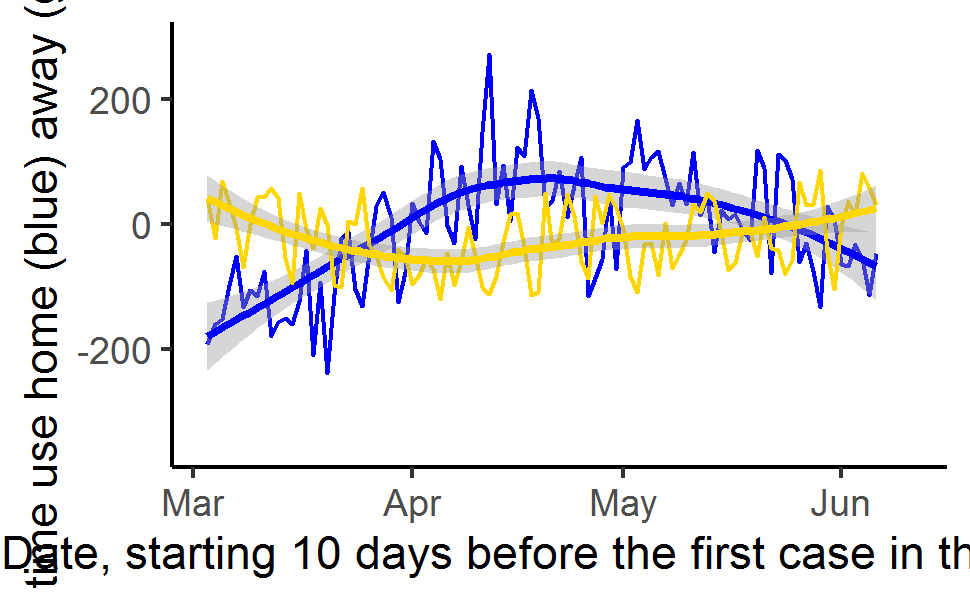 time use home (blue) away (
200
0
-200
Mar Apr May Jun
Date, starting 10 days before the first case in th